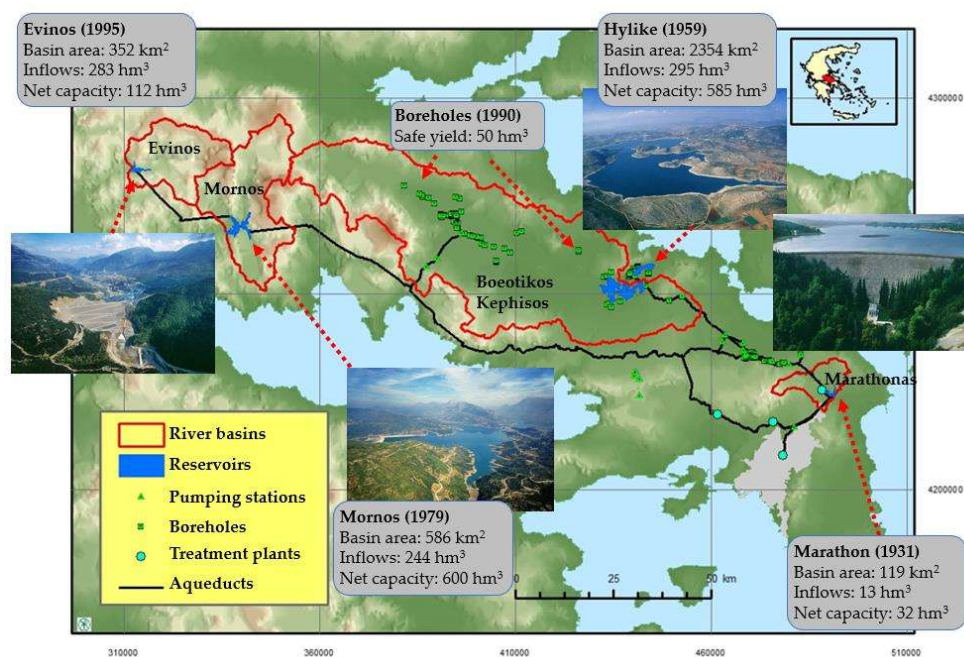 Evinos (1995)
Basin area: 352 km²
Inflows: 283 hm³
Net capacity: 112 hm³
Hylike (1959)
Basin area: 2354 km²
Inflows: 295 hm³
Net capacity: 585 hm³
Boreholes (1990)
Safe yield: 50 hm³
4300000
Evinos
Mornos
Boeotikos
Kephisos
Marathonas
River basins
Reservoirs
Pumping stations
Boreholes
Treatment plants
Aqueducts
Mornos (1979)
Basin area: 586 km²
Inflows: 244 hm³
Net capacity: 600 hm³
4200000
0 25 50 km
Marathon (1931)
Basin area: 119 km²
Inflows: 13 hm³
Net capacity: 32 hm³
310000 360000 410000 460000 510000